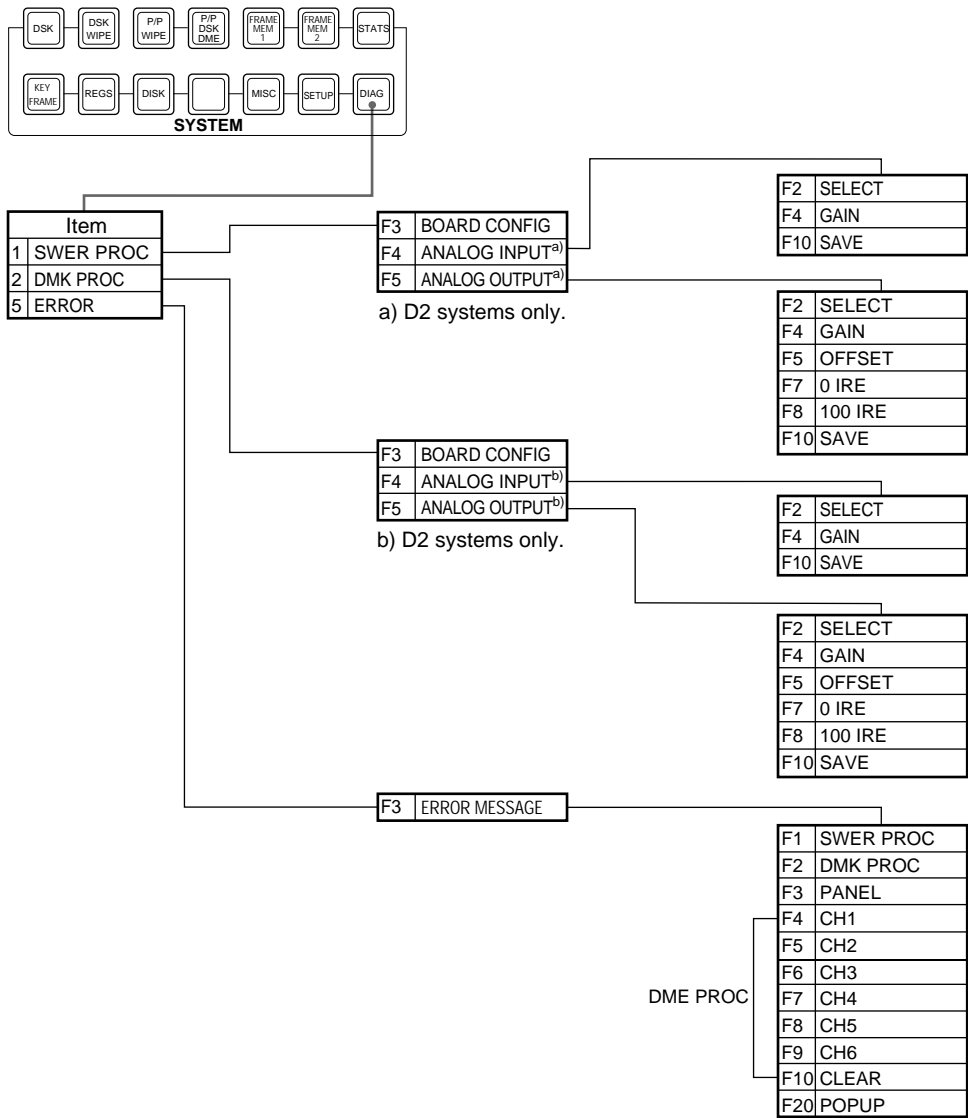 DSK
DSK WIPE
P/P WIPE
P/P DSK DME
FRAME MEM 1
FRAME MEM 2
STATS
KEY FRAME
REGS
DISK
MISC
SETUP
DIAG
SYSTEM
Item
1 SWER PROC
2 DMK PROC
5 ERROR
F3 BOARD CONFIG
F4 ANALOG INPUTa)
F5 ANALOG OUTPUTa)
a) D2 systems only.
F2 SELECT
F4 GAIN
F10 SAVE
F2 SELECT
F4 GAIN
F5 OFFSET
F7 0 IRE
F8 100 IRE
F10 SAVE
F3 BOARD CONFIG
F4 ANALOG INPUTb)
F5 ANALOG OUTPUTb)
b) D2 systems only.
F2 SELECT
F4 GAIN
F10 SAVE
F2 SELECT
F4 GAIN
F5 OFFSET
F7 0 IRE
F8 100 IRE
F10 SAVE
F3 ERROR MESSAGE
F1 SWER PROC
F2 DMK PROC
F3 PANEL
F4 CH1
F5 CH2
F6 CH3
F7 CH4
F8 CH5
F9 CH6
F10 CLEAR
F20 POPUP
DME PROC